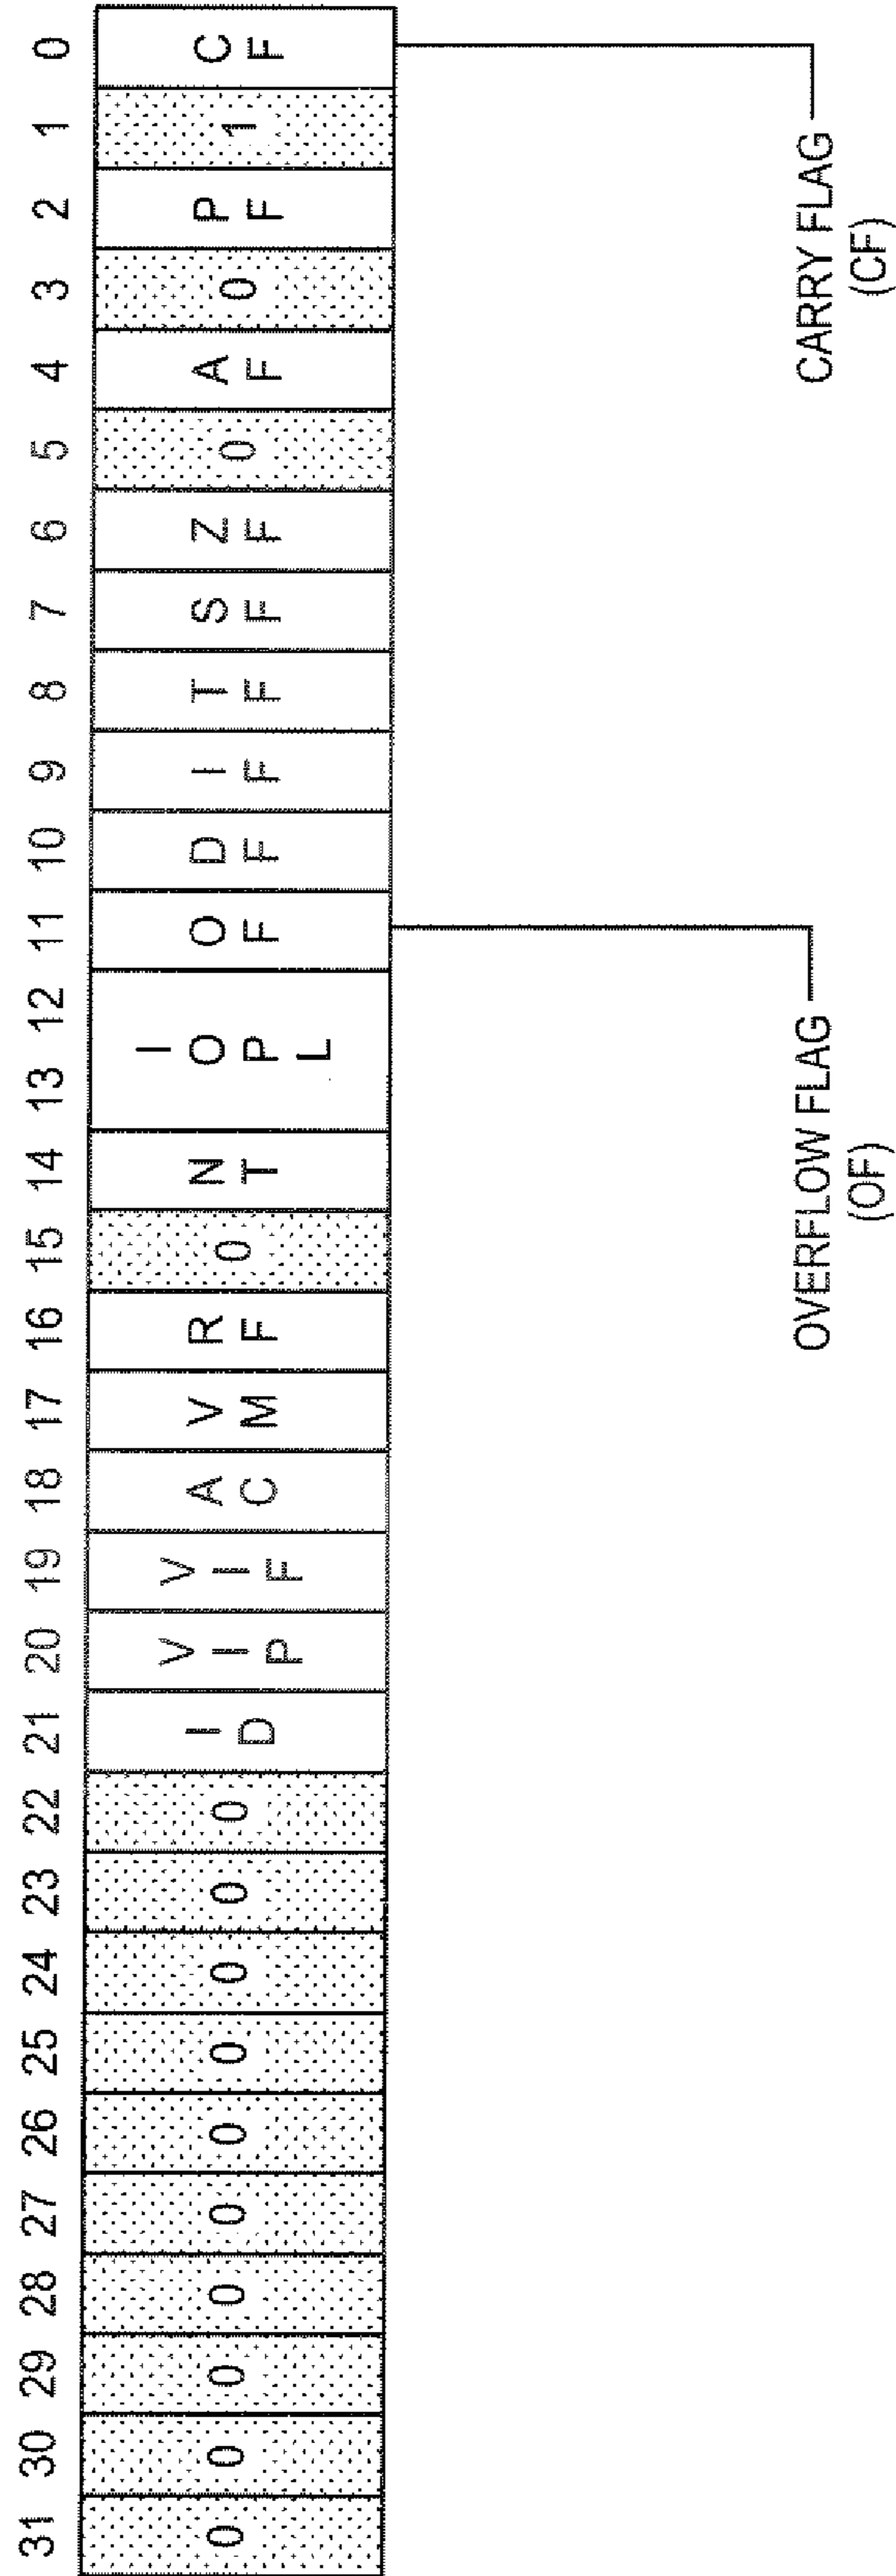 31 30 29 28 27 26 25 24 23 22 21 20 19 18 17 16 15 14 13 12 11 10 9 8 7 6 5 4 3 2 1 0
0 0 0 0 0 0 0 0 0 0 ID VIP VIF AC VM RF 0 NT IOPL OF DF IF TF SF ZF 0 AF 0 PF 1 CF
OVERFLOW FLAG
(OF)
CARRY FLAG
(CF)